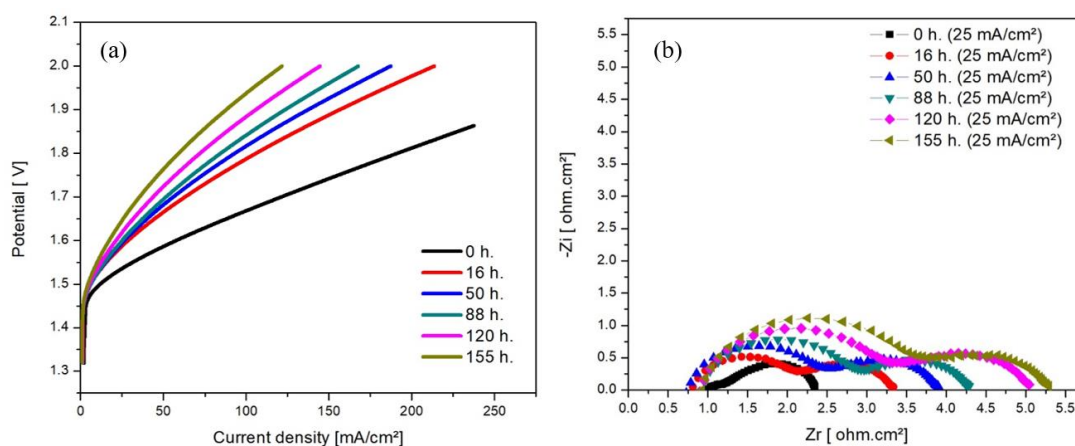 (a)
2.1
2.0
1.9
1.8
1.7
1.6
1.5
1.4
1.3
Potential [ V]
0 h.
16 h.
50 h.
88 h.
120 h.
155 h.
0 25 50 75 100 125 150 175 200 225 250
Current density [mA/cm²]
(b)
5.5
5.0
4.5
4.0
3.5
3.0
2.5
2.0
1.5
1.0
0.5
0.0
-Zi [ ohm.cm²]
0 h. (25 mA/cm²)
16 h. (25 mA/cm²)
50 h. (25 mA/cm²)
88 h. (25 mA/cm²)
120 h. (25 mA/cm²)
155 h. (25 mA/cm²)
0.0 0.5 1.0 1.5 2.0 2.5 3.0 3.5 4.0 4.5 5.0 5.5
Zr [ ohm.cm²]